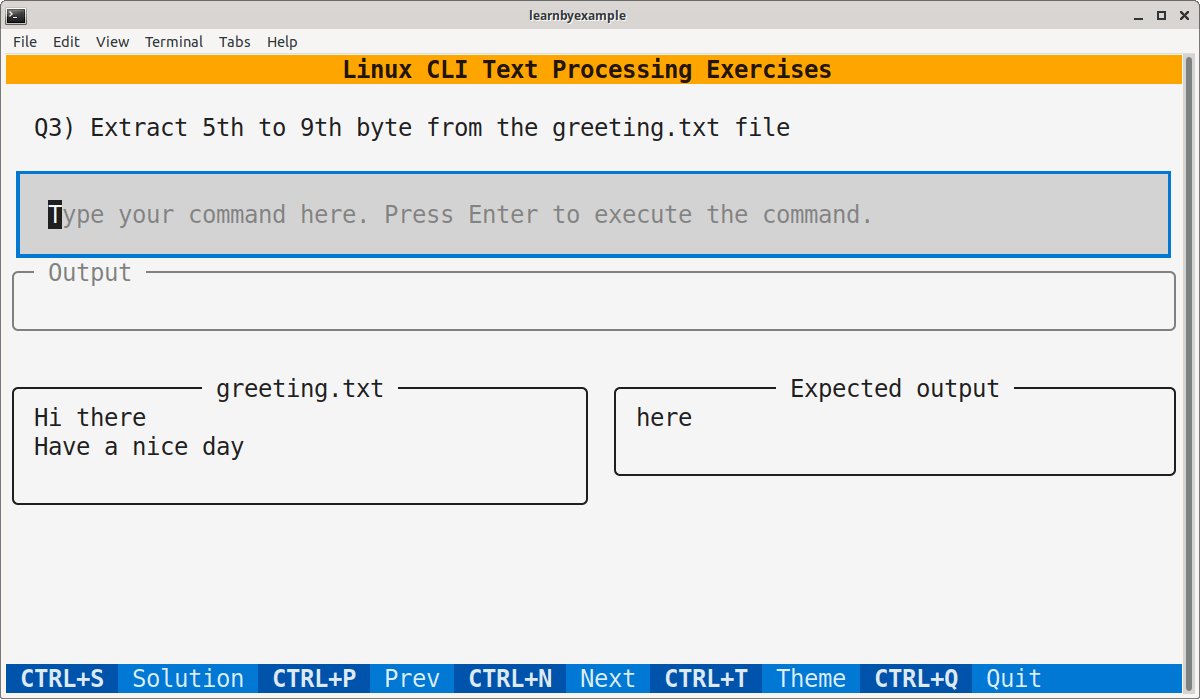 learnbyexample
File Edit View Terminal Tabs Help
Linux CLI Text Processing Exercises
Q3) Extract 5th to 9th byte from the greeting.txt file
Type your command here. Press Enter to execute the command.
Output
greeting.txt
Hi there
Have a nice day
Expected output
here
CTRL+S Solution CTRL+P Prev CTRL+N Next CTRL+T Theme CTRL+Q Quit